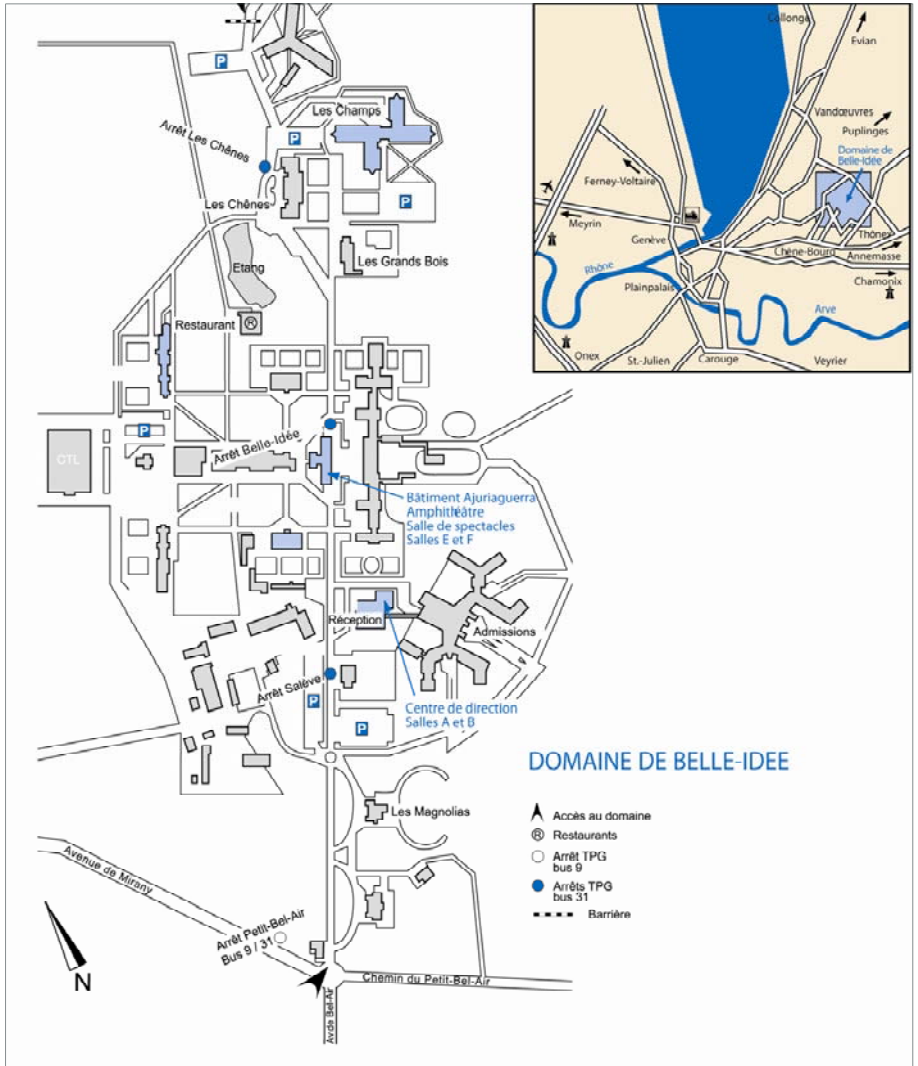 P
Les Champs
Arrêt Les Chênes
P
P
Les Chênes
Les Grands Bois
Etang
Restaurant
R
P
CTL
Arrêt Belle-Idée
Bâtiment Ajuriaguerra
Amphithéâtre
Salle de spectacles
Salles E et F
Réception
Admissions
Arrêt Salève
P
P
Centre de direction
Salles A et B
Les Magnolias
Avenue de Mirany
Arrêt Petit-Bel-Air
Bus 9 / 31
Chemin du Petit-Bel-Air
Av.de Bel-Air
N
Collonge
Evian
Vandœuvres
Puplinges
Domaine de
Belle-Idée
Ferney-Voltaire
Meyrin
Genève
Thônex
Chêne-Bourg
Annemasse
Rhône
Chamonix
Plainpalais
Arve
Onex
St.-Julien
Carouge
Veyrier
DOMAINE DE BELLE-IDEE
Accès au domaine
R Restaurants
Arrêt TPG
bus 9
Arrêts TPG
bus 31
Barrière